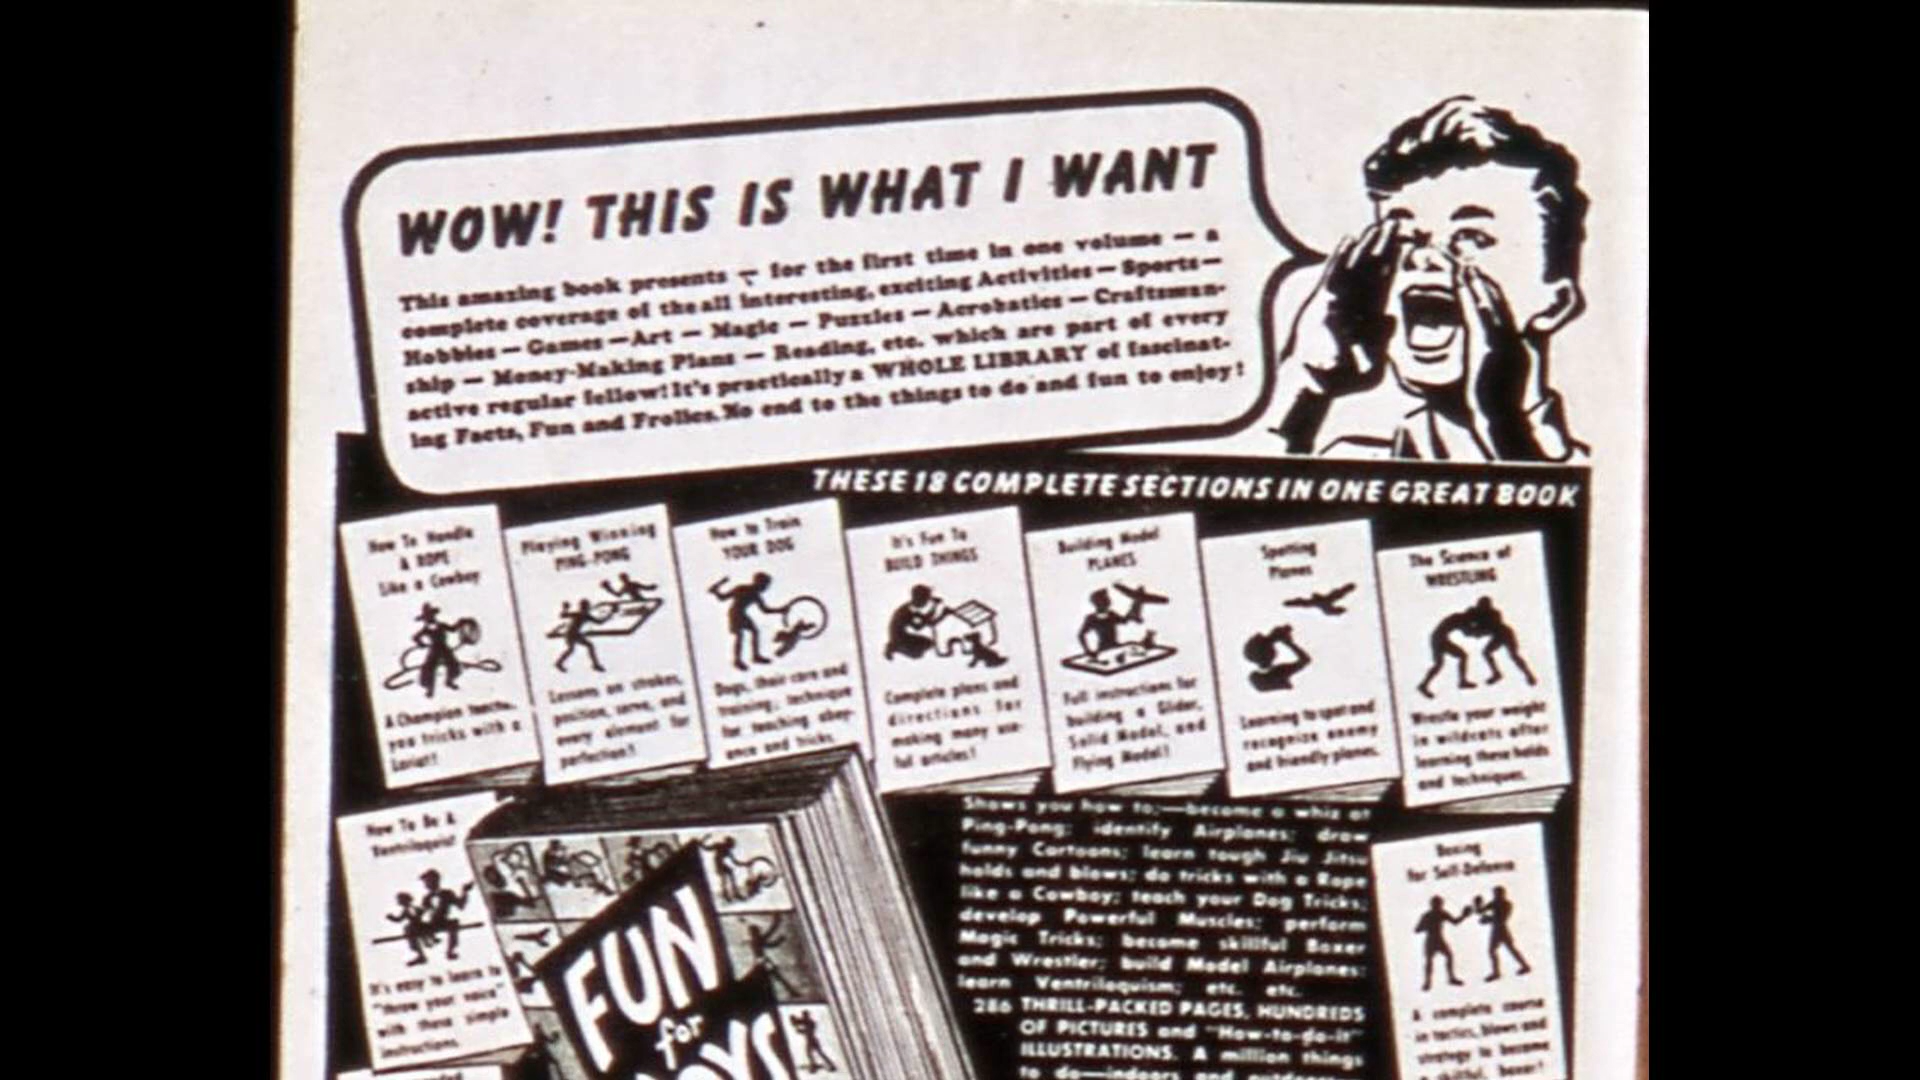 WOW! THIS IS WHAT I WANT
This amazing book presents — for the first time in one volume — a
complete coverage of the all interesting, exciting Activities — Sports —
Hobbies — Games — Art — Magic — Puzzles — Acrobatics — Craftsman-
ship — Money-Making Plans — Reading, etc. which are part of every
active regular fellow! It's practically a WHOLE LIBRARY of fascinat-
ing Facts, Fun and Frolics. No end to the things to do and fun to enjoy!
THESE 18 COMPLETE SECTIONS IN ONE GREAT BOOK
How To Handle
A ROPE
Like a Cowboy
A Champion teaches
you tricks with a
Lariat!
Playing Winning
PING-PONG
Lessons on strokes,
position, serve, and
every element for
perfection!
How to Train
YOUR DOG
Dogs, their care and
training; technique
for teaching obey-
ance and tricks.
It's Fun To
BUILD THINGS
Complete plans and
directions for
making many use-
ful articles!
Building Model
PLANES
Full instructions for
building a Glider,
Solid Model, and
Flying Model!
Spotting
Planes
Learning to spot and
recognize enemy
and friendly planes.
The Science of
WRESTLING
Wrestle your weight
in wildcats after
learning these holds
and techniques.
How To Be A
Ventriloquist
It's easy to learn to
"throw your voice"
with these simple
instructions.
FUN
for
BOYS
Shows you how to:—become a whiz at
Ping-Pong; identify Airplanes; draw
funny Cartoons; learn tough Jiu Jitsu
holds and blows; do tricks with a Rope
like a Cowboy; teach your Dog Tricks;
develop Powerful Muscles; perform
Magic Tricks; become skillful Boxer
and Wrestler; build Model Airplanes;
learn Ventriloquism; etc. etc.
286 THRILL-PACKED PAGES, HUNDREDS
OF PICTURES and "How-to-do-it"
ILLUSTRATIONS. A million things
to do—indoors and outdoors—
Boxing
for Self-Defense
A complete course
in tactics, blows and
strategy to become
a skillful boxer!